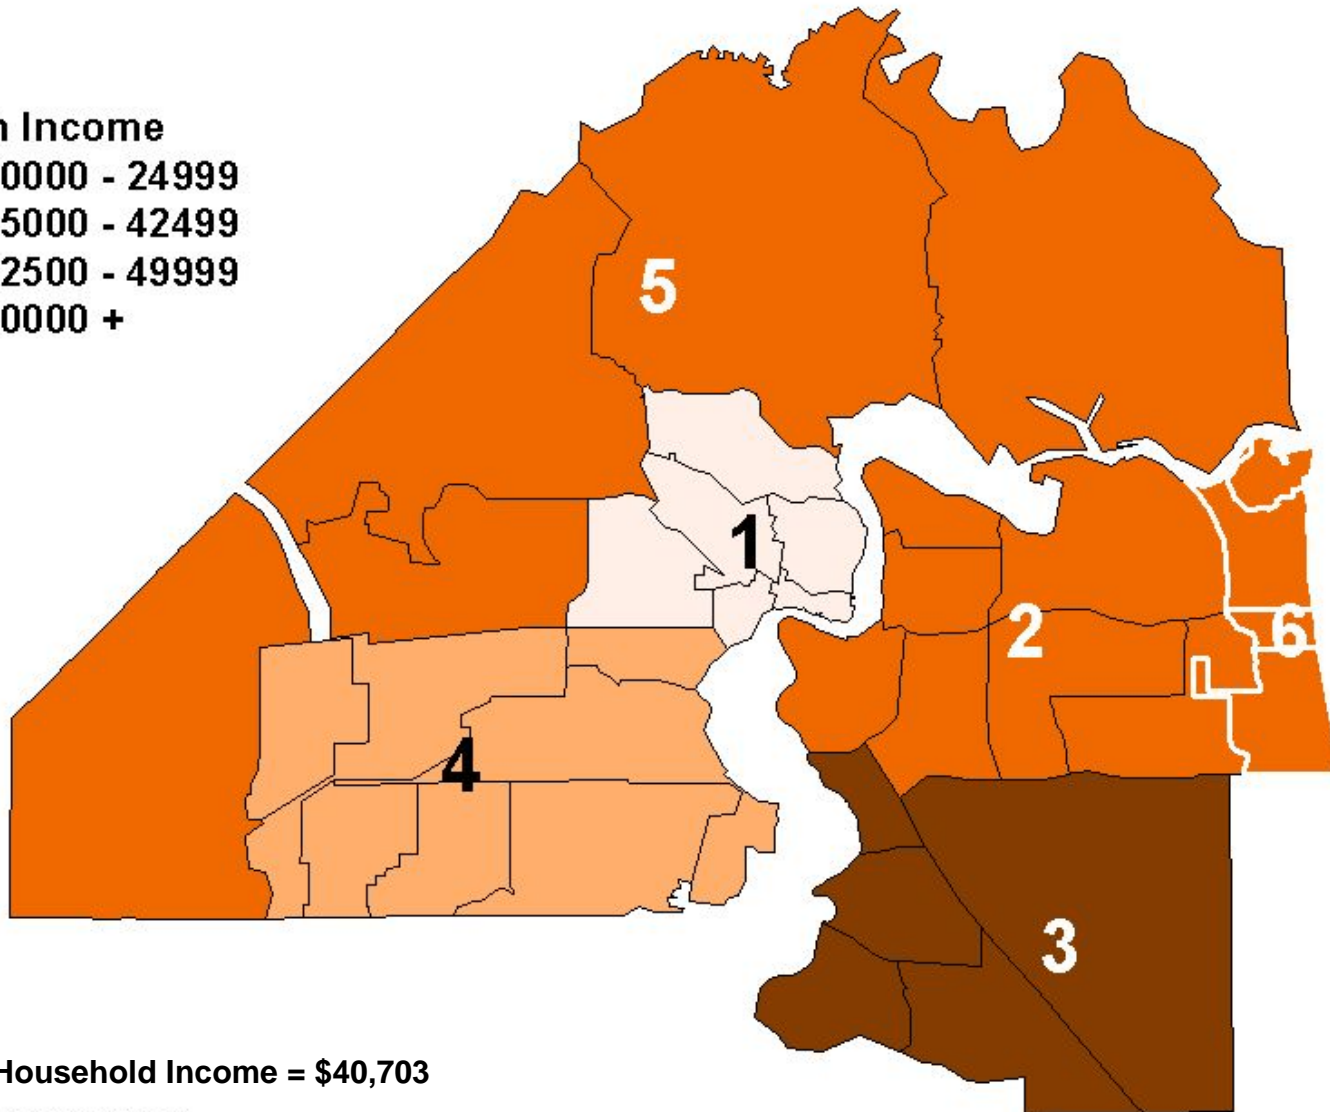 n Income
0000 - 24999
5000 - 42499
2500 - 49999
0000 +
5
1
2
6
4
3
Household Income = $40,703